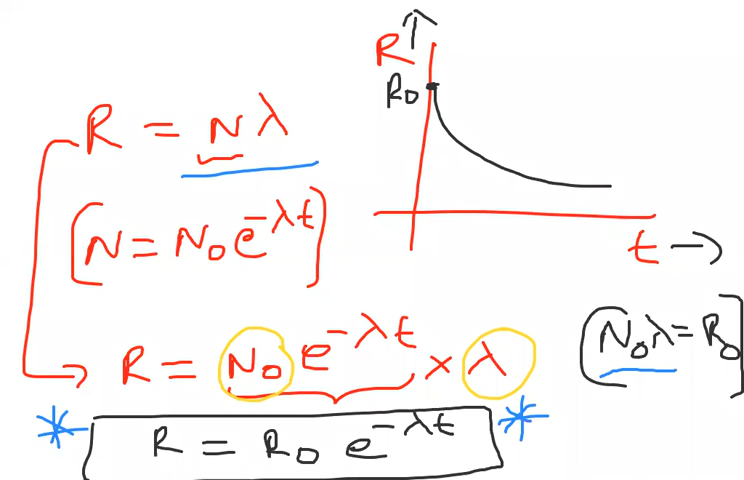 R
R₀
R = Nλ
[N = N₀e^{-λt}]
t →
R = N₀ e^{-λt} × λ
[N₀λ = R₀]
* R = R₀ e^{-λt} *